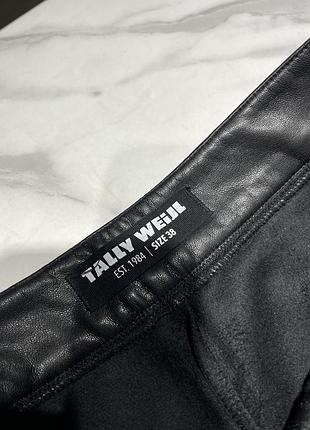 TALLY WEiJL
EST. 1984 | SIZE 38